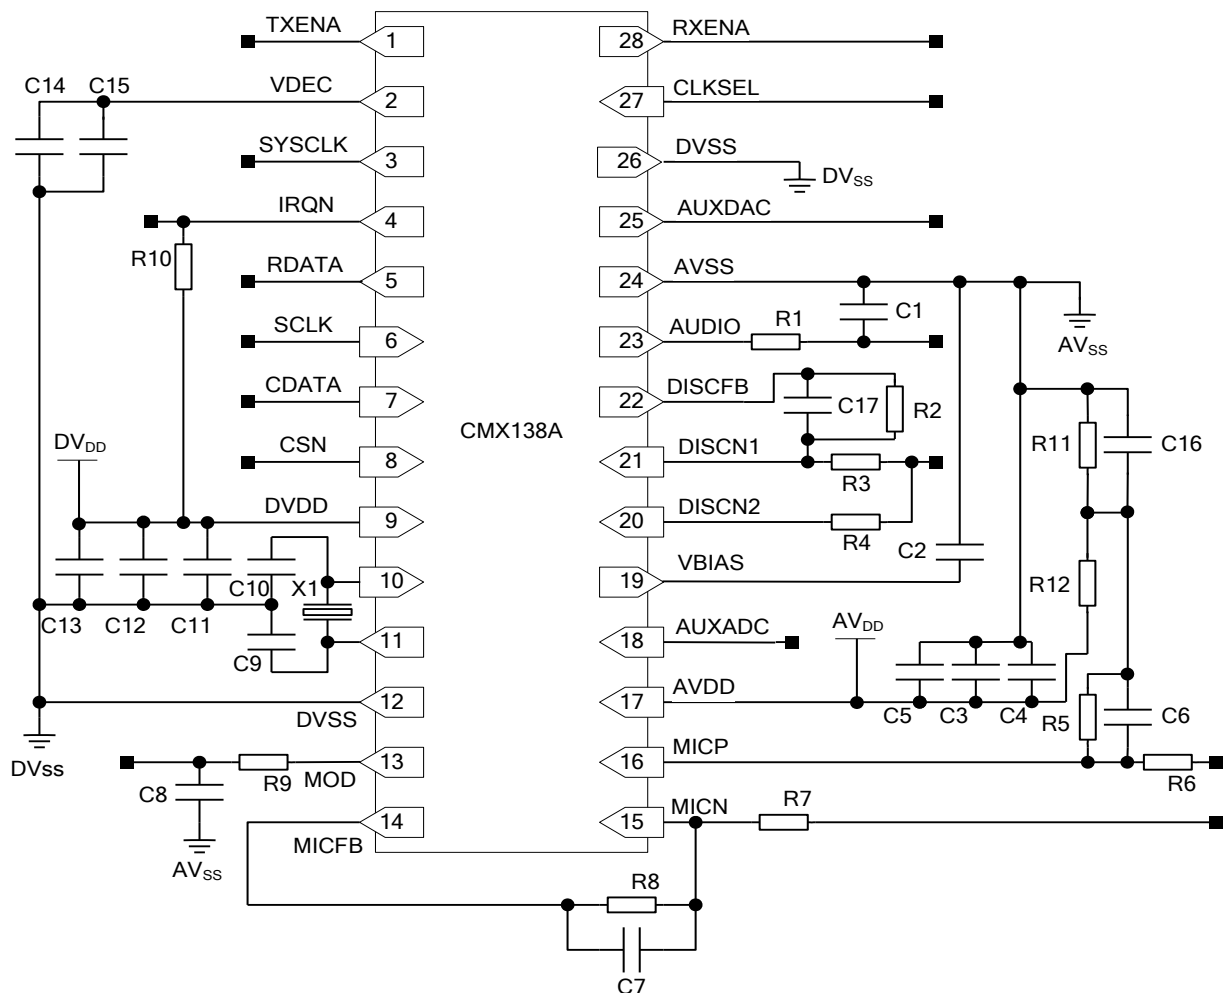 TXENA
1
28
RXENA
C14
C15
VDEC
2
27
CLKSEL
SYSCLK
3
26
DVSS
DVSS
IRQN
4
25
AUXDAC
R10
RDATA
5
24
AVSS
SCLK
6
23
AUDIO
R1
C1
AVSS
CDATA
7
22
DISCFB
C17
R2
CMX138A
DVDD
CSN
8
21
DISCN1
R3
R11
C16
DVDD
9
20
DISCN2
R4
C2
C13
C12
C11
C10
X1
10
19
VBIAS
R12
C9
11
18
AUXADC
AVDD
DVSS
12
17
AVDD
C5
C3
C4
R5
C6
DVss
C8
R9
MOD
13
16
MICP
R6
AVSS
MICFB
14
15
MICN
R7
R8
C7